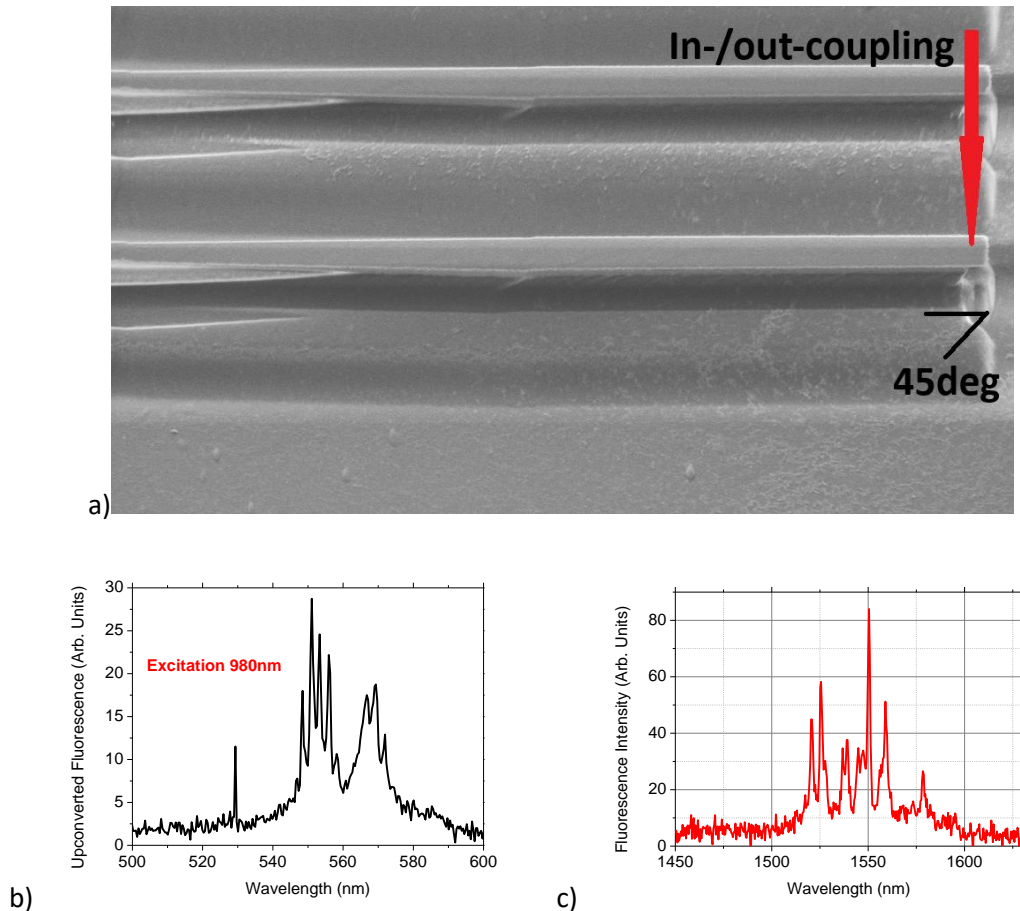 In-/out-coupling
45deg
a)
30
25
20
15
10
5
0
500 520 540 560 580 600
Upconverted Fluorescence (Arb. Units)
Excitation 980nm
Wavelength (nm)
b)
80
60
40
20
0
1450 1500 1550 1600
Fluorescence Intensity (Arb. Units)
Wavelength (nm)
c)